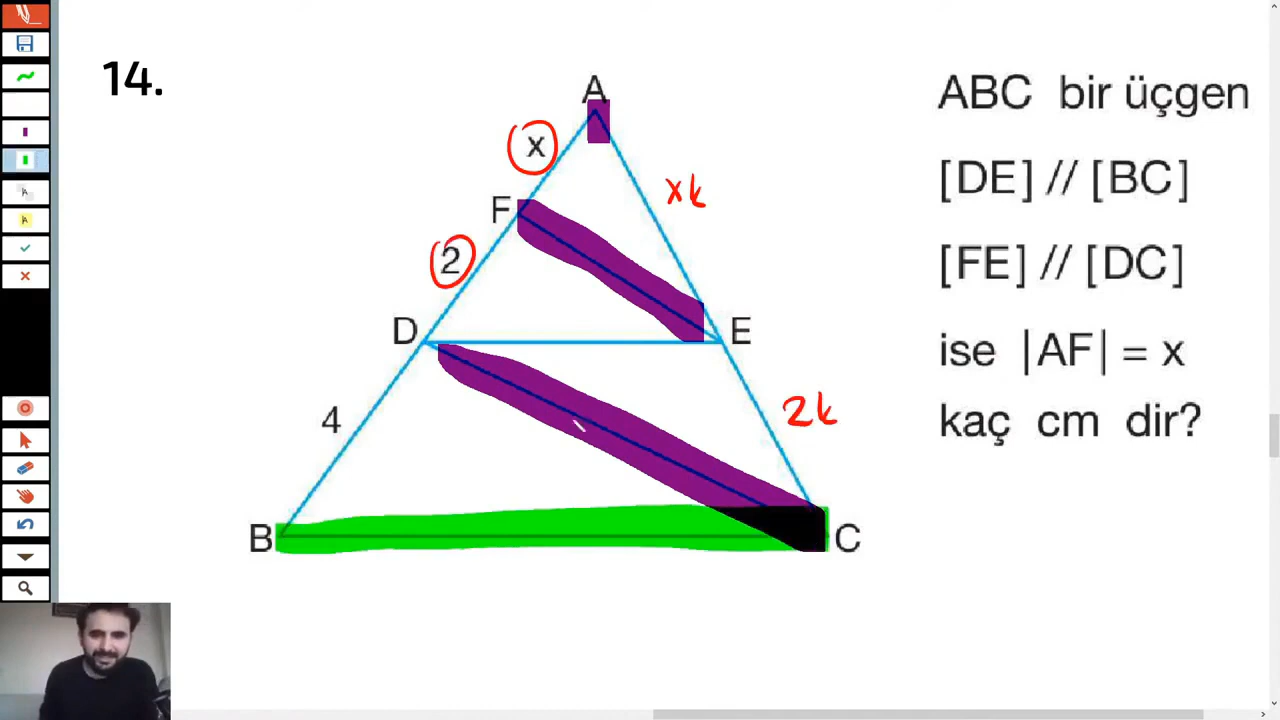 14.
A
x
xk
F
2
D
E
4
2k
B
C
ABC bir üçgen
[DE] // [BC]
[FE] // [DC]
ise |AF| = x
kaç cm dir?